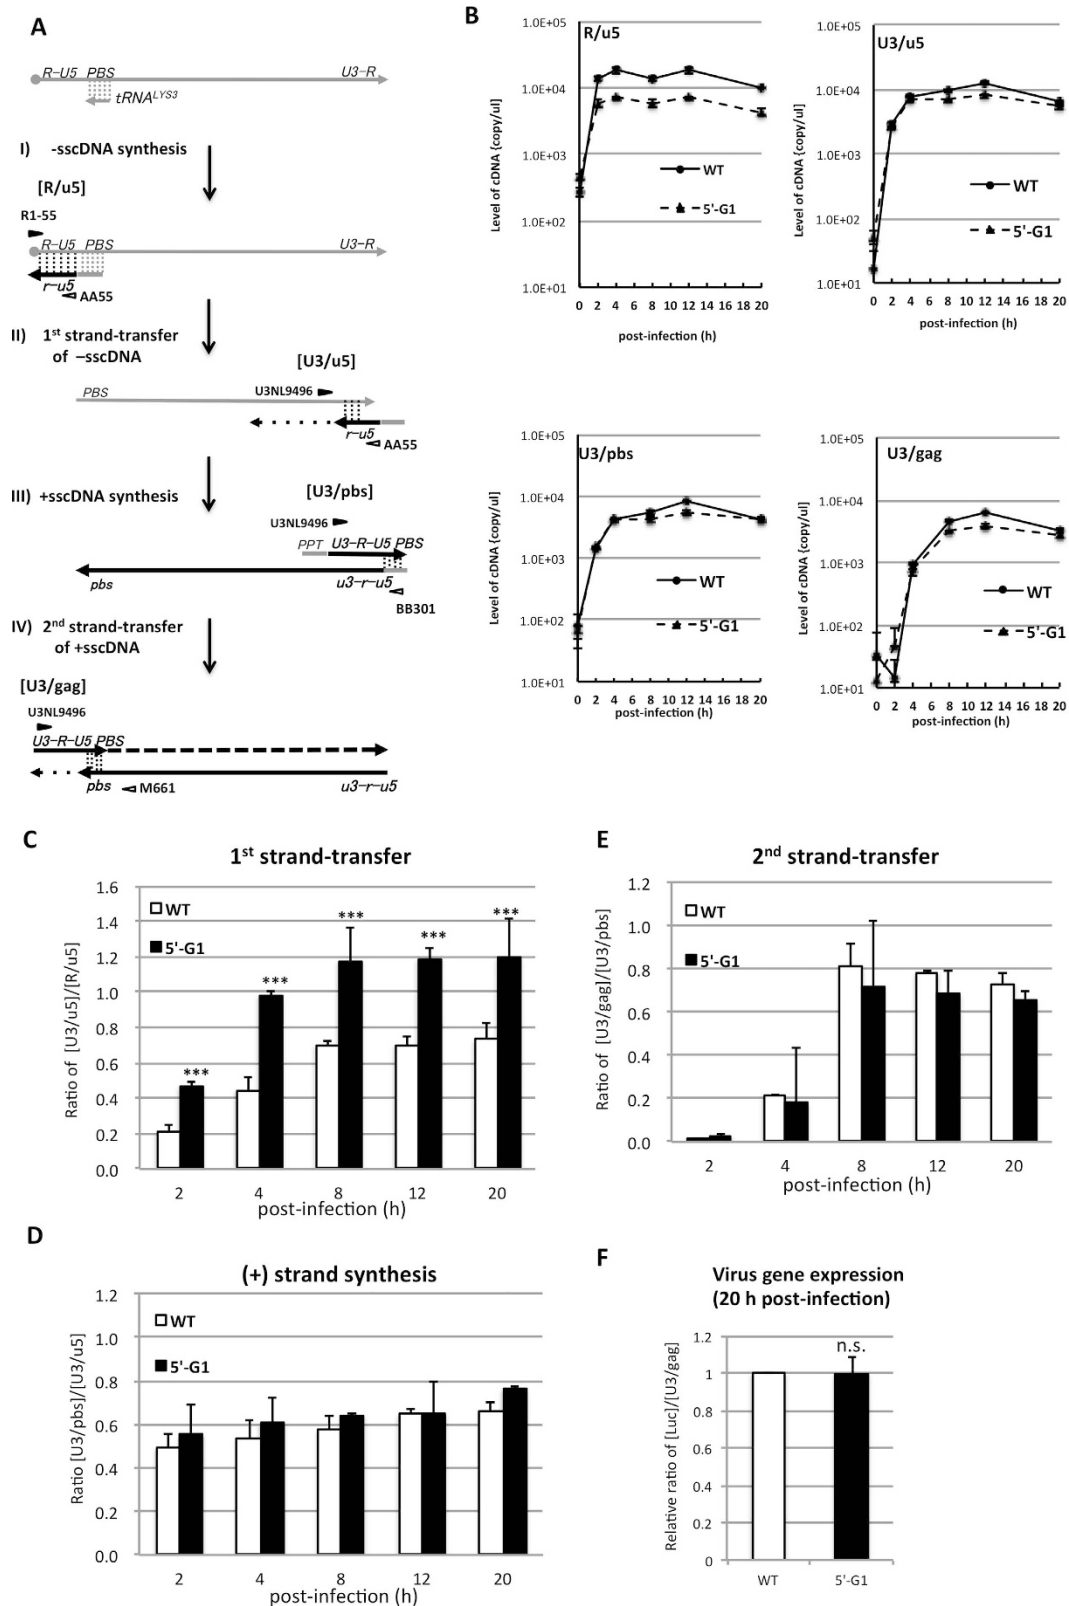 A
R-U5 PBS U3-R
tRNA^LYS3
I) -sscDNA synthesis
[R/u5]
R1-55
R-U5 PBS U3-R
r-u5
AA55
II) 1st strand-transfer
of –sscDNA
[U3/u5]
PBS
U3NL9496
r-u5
AA55
III) +sscDNA synthesis
[U3/pbs]
U3NL9496
PPT U3-R-U5 PBS
pbs u3-r-u5
BB301
IV) 2nd strand-transfer
of +sscDNA
[U3/gag]
U3NL9496
U3-R-U5 PBS
pbs M661 u3-r-u5
B
R/u5
Level of cDNA {copy/ul]
1.0E+05
1.0E+04
1.0E+03
1.0E+02
1.0E+01
WT
5'-G1
0 2 4 6 8 10 12 14 16 18 20
post-infection (h)
U3/u5
Level of cDNA {copy/ul]
1.0E+05
1.0E+04
1.0E+03
1.0E+02
1.0E+01
WT
5'-G1
0 2 4 6 8 10 12 14 16 18 20
post-infection (h)
U3/pbs
Level of cDNA [copy/ul]
1.0E+05
1.0E+04
1.0E+03
1.0E+02
1.0E+01
WT
5'-G1
0 2 4 6 8 10 12 14 16 18 20
post-infection (h)
U3/gag
Level of cDNA [copy/ul]
1.0E+05
1.0E+04
1.0E+03
1.0E+02
1.0E+01
WT
5'-G1
0 2 4 6 8 10 12 14 16 18 20
post-infection (h)
C
1st strand-transfer
Ratio of [U3/u5]/[R/u5]
1.6
1.4
1.2
1.0
0.8
0.6
0.4
0.2
0.0
WT
5'-G1
*** *** *** *** ***
2 4 8 12 20
post-infection (h)
E
2nd strand-transfer
Ratio of [U3/gag]/[U3/pbs]
1.2
1.0
0.8
0.6
0.4
0.2
0.0
WT
5'-G1
2 4 8 12 20
post-infection (h)
D
(+) strand synthesis
Ratio [U3/pbs]/[U3/u5]
1.2
1.0
0.8
0.6
0.4
0.2
0.0
WT
5'-G1
2 4 8 12 20
post-infection (h)
F
Virus gene expression
(20 h post-infection)
Relative ratio of [Luc]/[U3/gag]
1.2
1
0.8
0.6
0.4
0.2
0
n.s.
WT 5'-G1